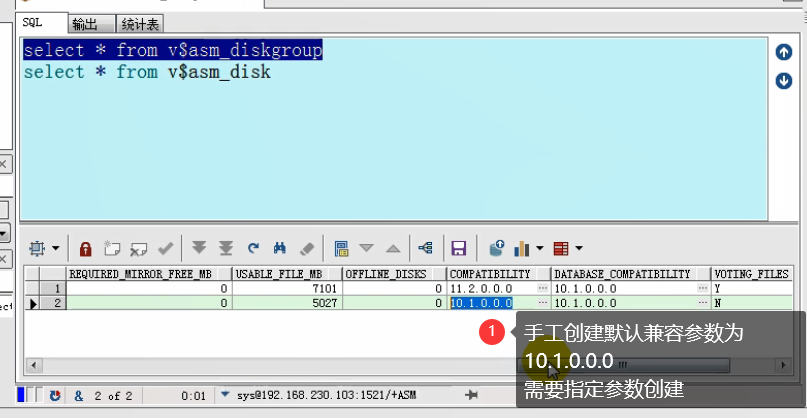 SQL 输出 统计表
select * from v$asm_diskgroup
select * from v$asm_disk
REQUIRED_MIRROR_FREE_MB USABLE_FILE_MB OFFLINE_DISKS COMPATIBILITY DATABASE_COMPATIBILITY VOTING_FILES
1 0 7101 0 11.2.0.0.0 ... 10.1.0.0.0 ... Y
2 0 5027 0 10.1.0.0.0 ... 10.1.0.0.0 ... N
1 手工创建默认兼容参数为
10.1.0.0.0
需要指定参数创建
& 2 of 2 0:01 sys@192.168.230.103:1521/+ASM